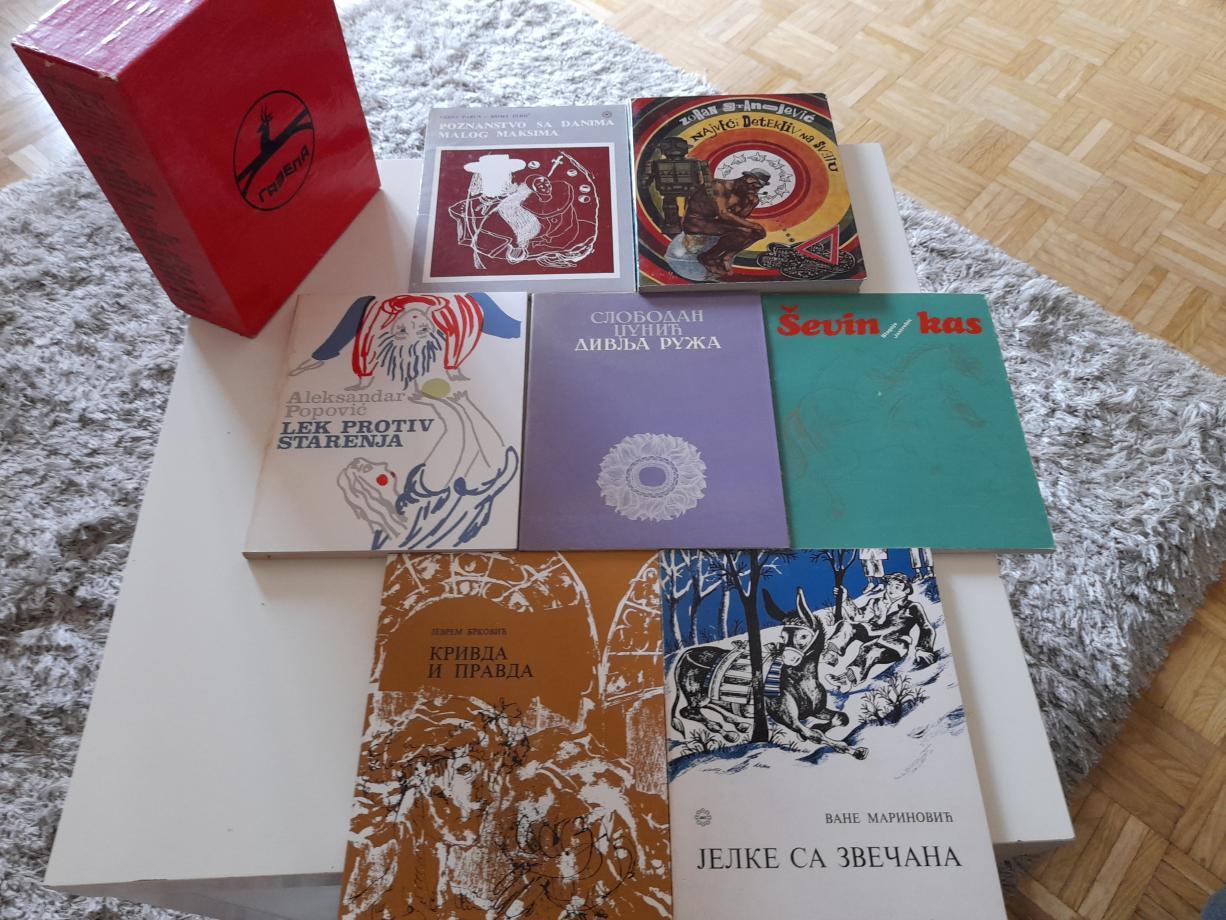 ГАЗЕЛА
POZNANSTVO SA DANIMA
MALOG MAKSIMA
ZORAN STANOJEVIĆ
NAJVEĆI DETEKTIV NA SVETU
Aleksandar
Popović
LEK PROTIV
STARENJA
СЛОБОДАН
ЏУНИЋ
ДИВЉА РУЖА
Ševin kas
ЈЕВРЕМ БРКОВИЋ
КРИВДА
И ПРАВДА
ВАНЕ МАРИНОВИЋ
ЈЕЛКЕ СА ЗВЕЧАНА